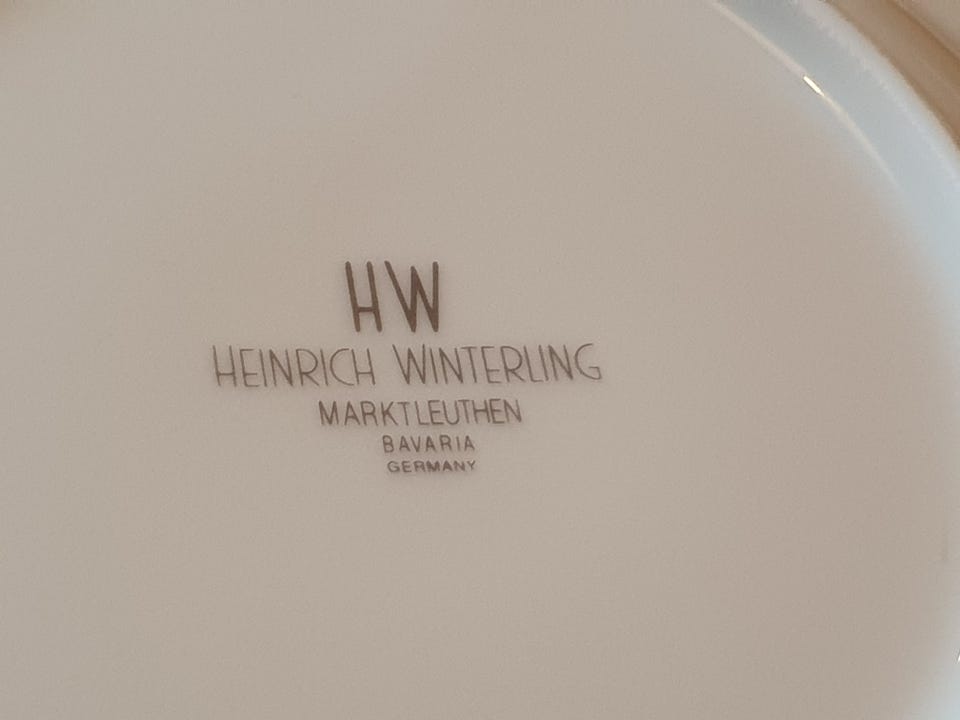 HW
HEINRICH WINTERLING
MARKTLEUTHEN
BAVARIA
GERMANY